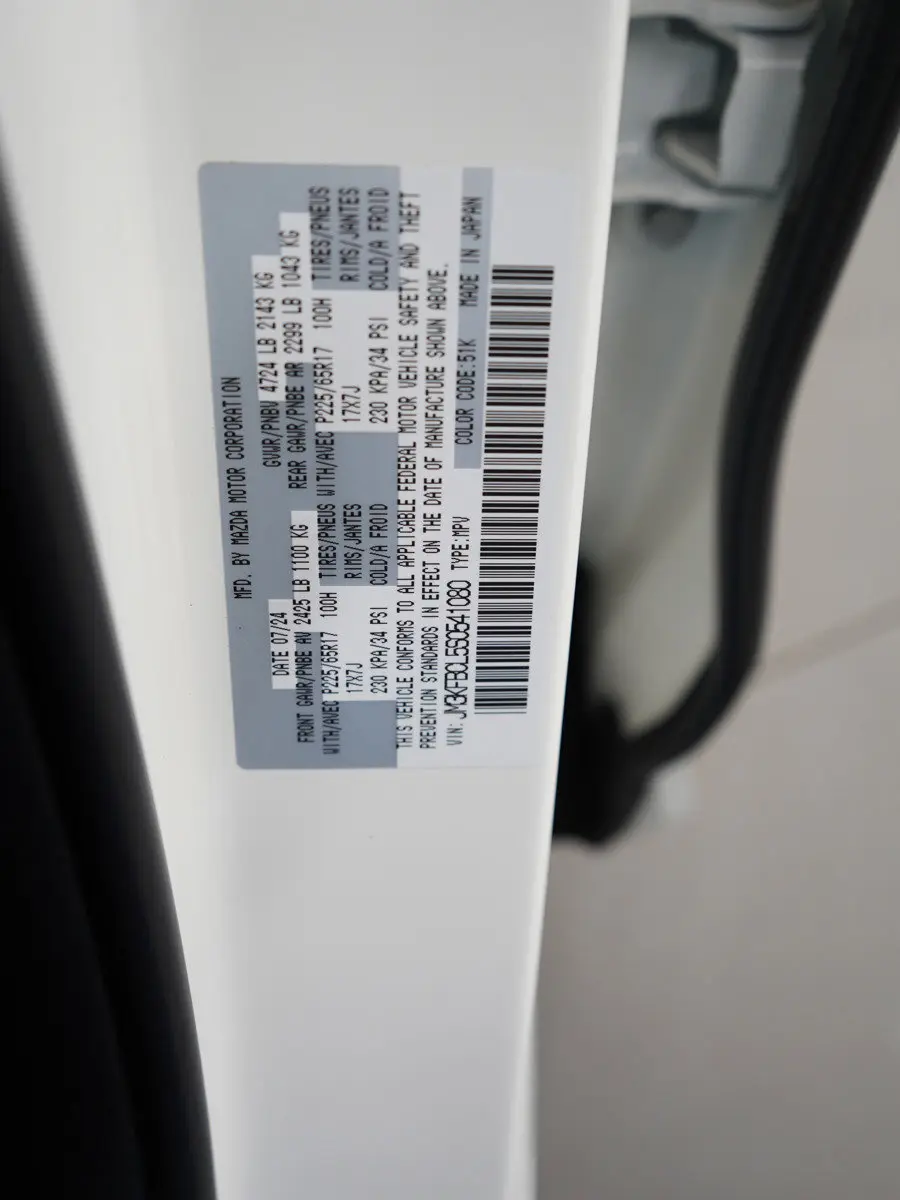 MFD. BY MAZDA MOTOR CORPORATION
DATE 07/24 GVWR/PNBV 4724 LB 2143 KG
FRONT GAWR/PNBE AV 2425 LB 1100 KG REAR GAWR/PNBE AR 2299 LB 1043 KG
WITH/AVEC P225/65R17 100H TIRES/PNEUS WITH/AVEC P225/65R17 100H TIRES/PNEUS
17X7J RIMS/JANTES 17X7J RIMS/JANTES
230 KPA/34 PSI COLD/A FROID 230 KPA/34 PSI COLD/A FROID
THIS VEHICLE CONFORMS TO ALL APPLICABLE FEDERAL MOTOR VEHICLE SAFETY AND THEFT
PREVENTION STANDARDS IN EFFECT ON THE DATE OF MANUFACTURE SHOWN ABOVE.
VIN: JM3KFBCL5S0541080 TYPE:MPV COLOR CODE:51K MADE IN JAPAN